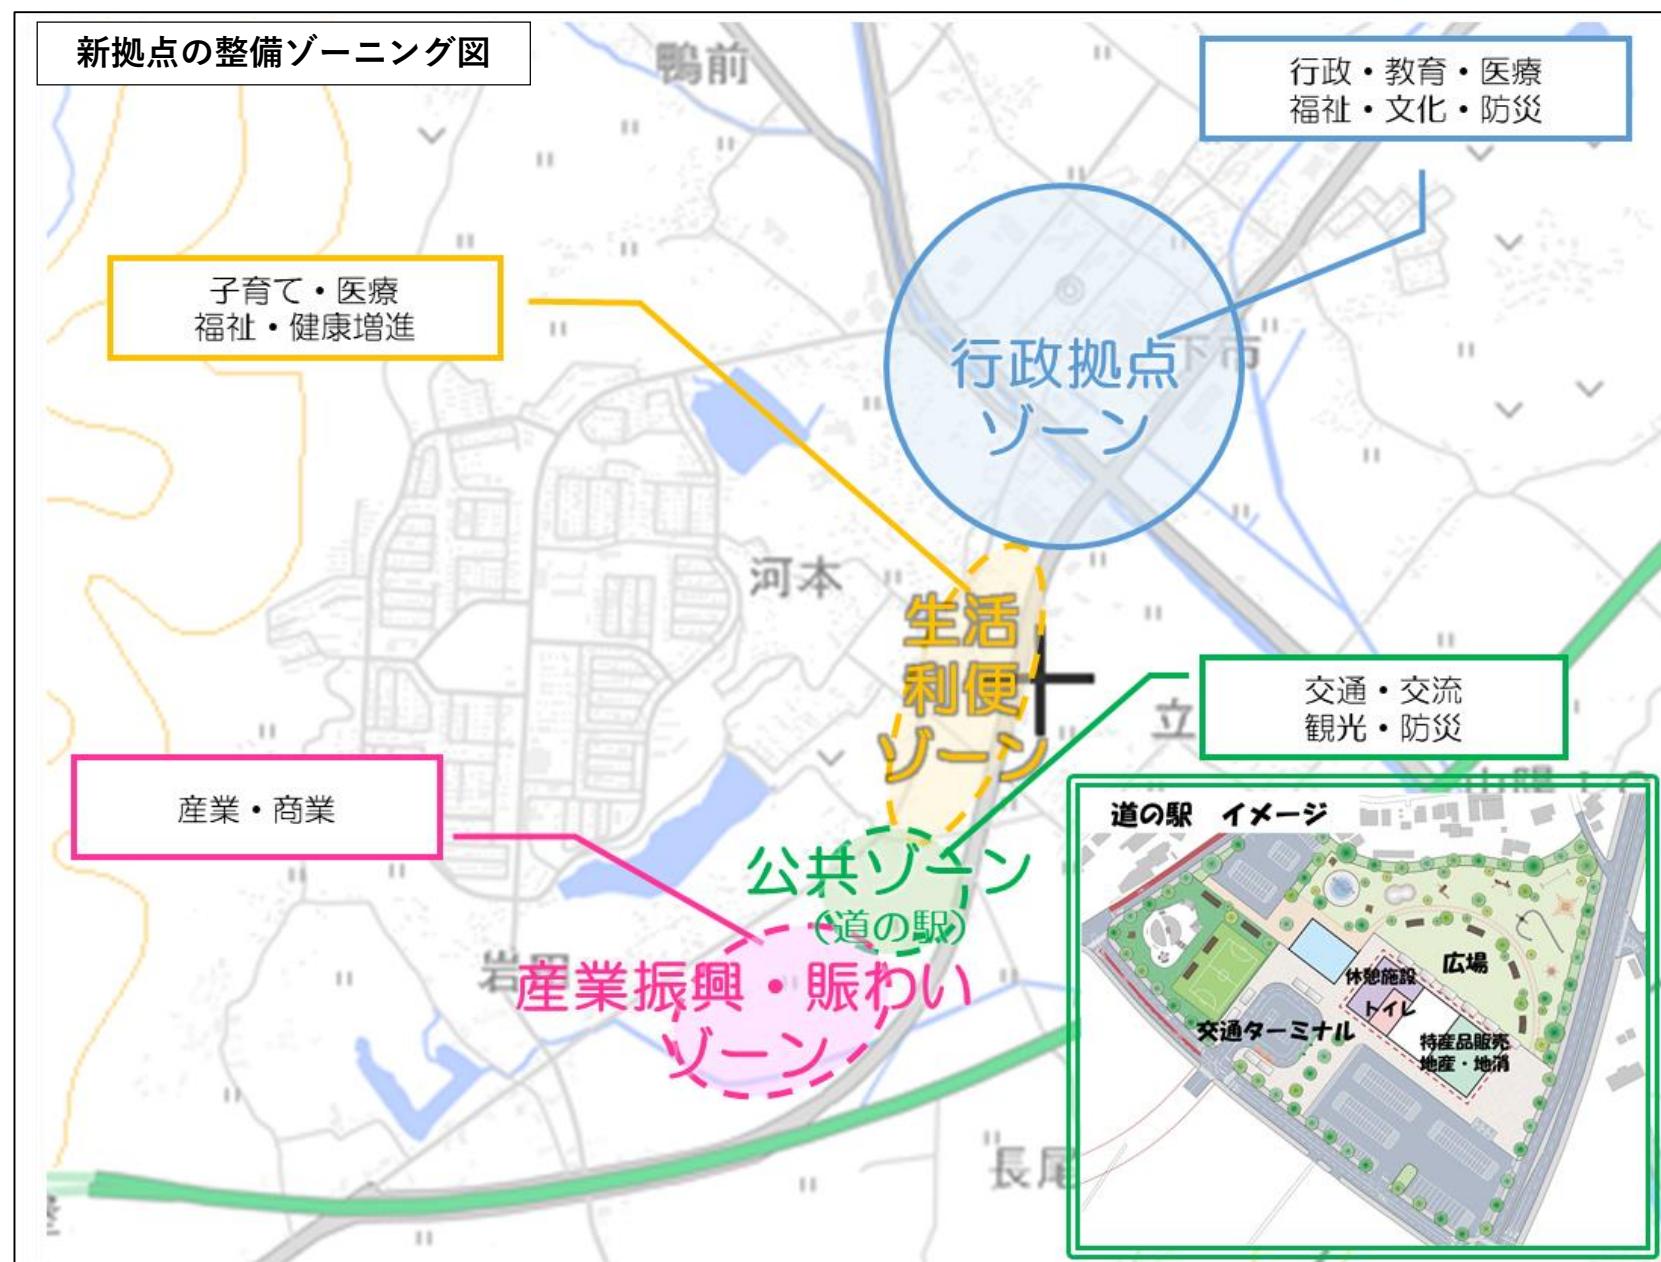 新拠点の整備ゾーニング図
鴨前
行政・教育・医療
福祉・文化・防災
子育て・医療
福祉・健康増進
行政拠点
ゾーン
下市
河本
生活
利便
ゾーン
交通・交流
観光・防災
立
山陽IC
産業・商業
公共ゾーン
(道の駅)
岩田
産業振興・賑わい
ゾーン
長尾
道の駅 イメージ
広場
休憩施設
トイレ
交通ターミナル
特産品販売
地産・地消